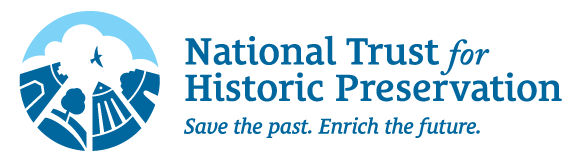 National Trust for
Historic Preservation
Save the past. Enrich the future.